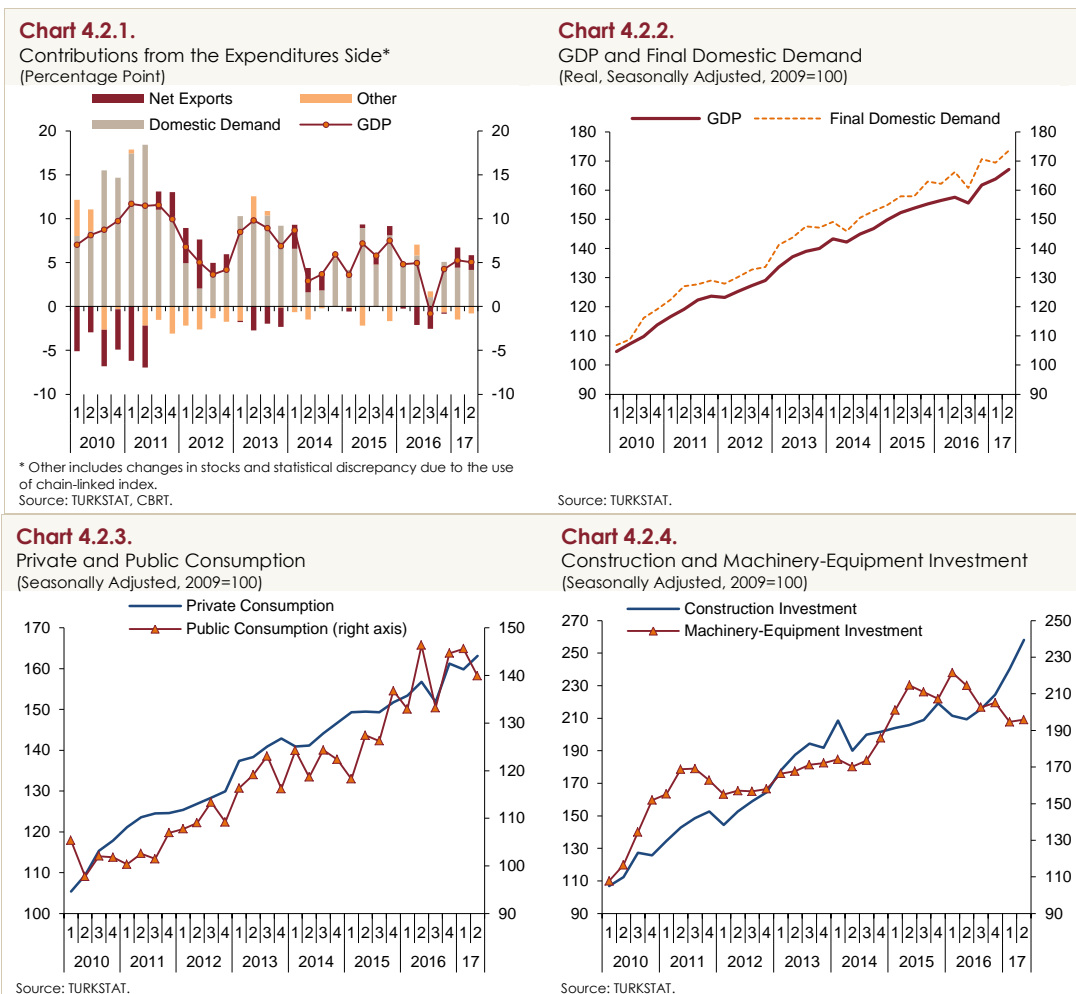 Chart 4.2.1.
Contributions from the Expenditures Side*
(Percentage Point)
Net Exports Other
Domestic Demand GDP
20 20
15 15
10 10
5 5
0 0
-5 -5
-10 -10
1 2 3 4 1 2 3 4 1 2 3 4 1 2 3 4 1 2 3 4 1 2 3 4 1 2 3 4 1 2
2010 2011 2012 2013 2014 2015 2016 17
* Other includes changes in stocks and statistical discrepancy due to the use
of chain-linked index.
Source: TURKSTAT, CBRT.
Chart 4.2.2.
GDP and Final Domestic Demand
(Real, Seasonally Adjusted, 2009=100)
GDP Final Domestic Demand
180 180
170 170
160 160
150 150
140 140
130 130
120 120
110 110
100 100
90 90
1 2 3 4 1 2 3 4 1 2 3 4 1 2 3 4 1 2 3 4 1 2 3 4 1 2 3 4 1 2
2010 2011 2012 2013 2014 2015 2016 17
Source: TURKSTAT.
Chart 4.2.3.
Private and Public Consumption
(Seasonally Adjusted, 2009=100)
Private Consumption
Public Consumption (right axis)
170 150
160 140
150 130
140 120
130 110
120 100
110 90
100
1 2 3 4 1 2 3 4 1 2 3 4 1 2 3 4 1 2 3 4 1 2 3 4 1 2 3 4 1 2
2010 2011 2012 2013 2014 2015 2016 17
Source: TURKSTAT.
Chart 4.2.4.
Construction and Machinery-Equipment Investment
(Seasonally Adjusted, 2009=100)
Construction Investment
Machinery-Equipment Investment
270 250
250 230
230 210
210 190
190 170
170 150
150 130
130 110
110 90
90
1 2 3 4 1 2 3 4 1 2 3 4 1 2 3 4 1 2 3 4 1 2 3 4 1 2 3 4 1 2
2010 2011 2012 2013 2014 2015 2016 17
Source: TURKSTAT.